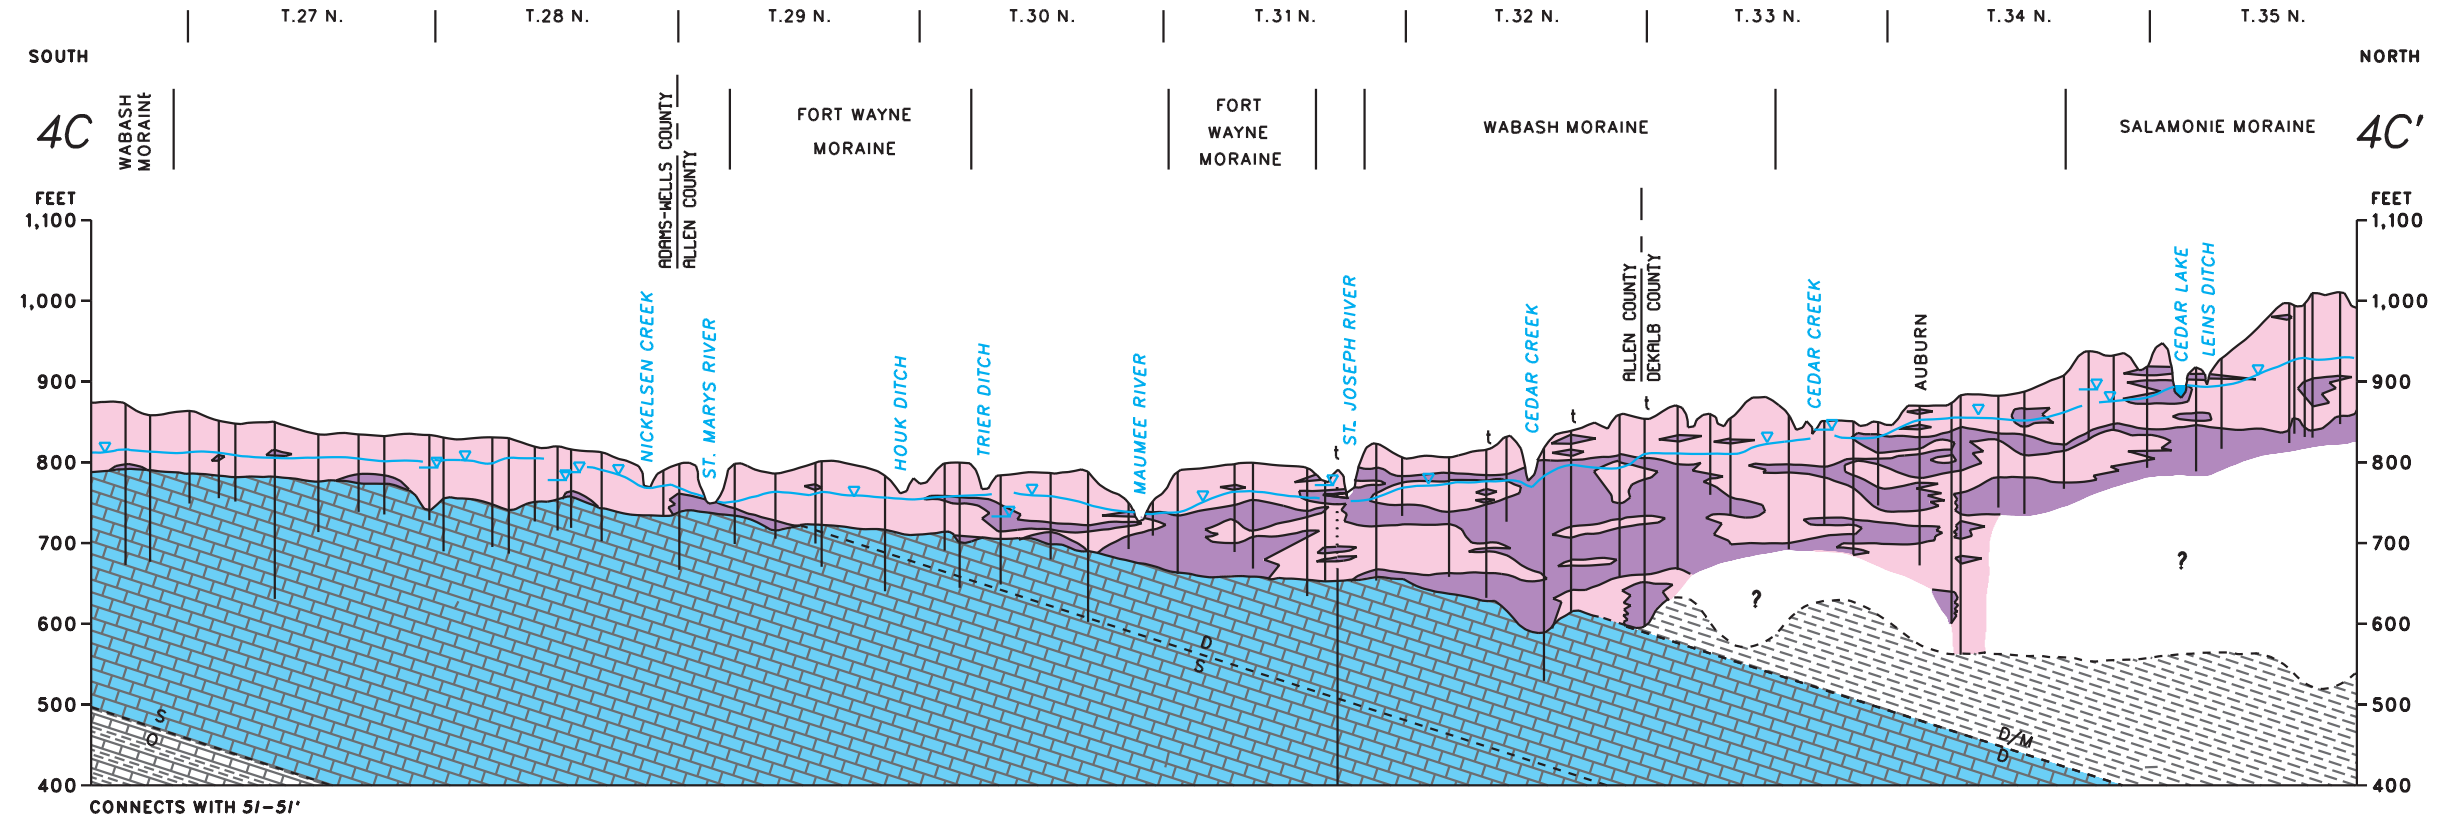 T.27 N. T.28 N. T.29 N. T.30 N. T.31 N. T.32 N. T.33 N. T.34 N. T.35 N.
SOUTH NORTH
4C 4C'
WABASH
MORAINE
ADAMS-WELLS COUNTY
ALLEN COUNTY
FORT WAYNE
MORAINE
FORT
WAYNE
MORAINE
WABASH MORAINE
SALAMONIE MORAINE
FEET FEET
1,100 1,100
1,000 1,000
900 900
800 800
700 700
600 600
500 500
400 400
NICKELSEN CREEK
ST. MARYS RIVER
HOUK DITCH
TRIER DITCH
MAUMEE RIVER
ST. JOSEPH RIVER
CEDAR CREEK
ALLEN COUNTY
DEKALB COUNTY
CEDAR CREEK
AUBURN
CEDAR LAKE
LEINS DITCH
t t t t
? ?
D
S
S
O
D/M
D
CONNECTS WITH 5I-5I'